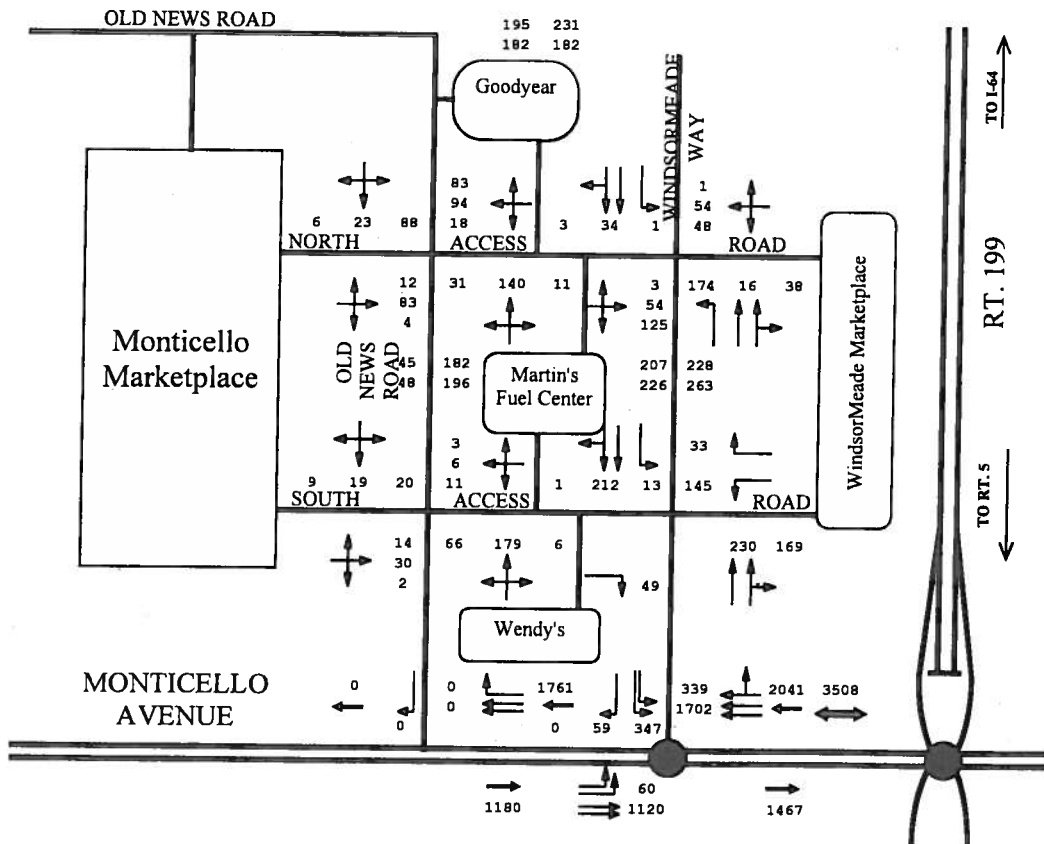 OLD NEWS ROAD
195 231
182 182
Goodyear
WINDSORMEADE
WAY
TO I-64
83
94
18
1
54
48
6 23 88
3 34 1
NORTH ACCESS ROAD
12
83
4
31 140 11
3
54
125
174 16 38
RT. 199
Monticello
Marketplace
OLD
NEWS
ROAD
45 182
48 196
Martin's
Fuel Center
207 228
226 263
WindsorMeade Marketplace
3
6
11
33
145
9 19 20
1 212 13
SOUTH ACCESS ROAD
TO RT. 5
14
30
2
66 179 6
49
230 169
Wendy's
MONTICELLO
AVENUE
0
0
0
0
1761
0 59 347
339
1702
2041 3508
1180
60
1120
1467